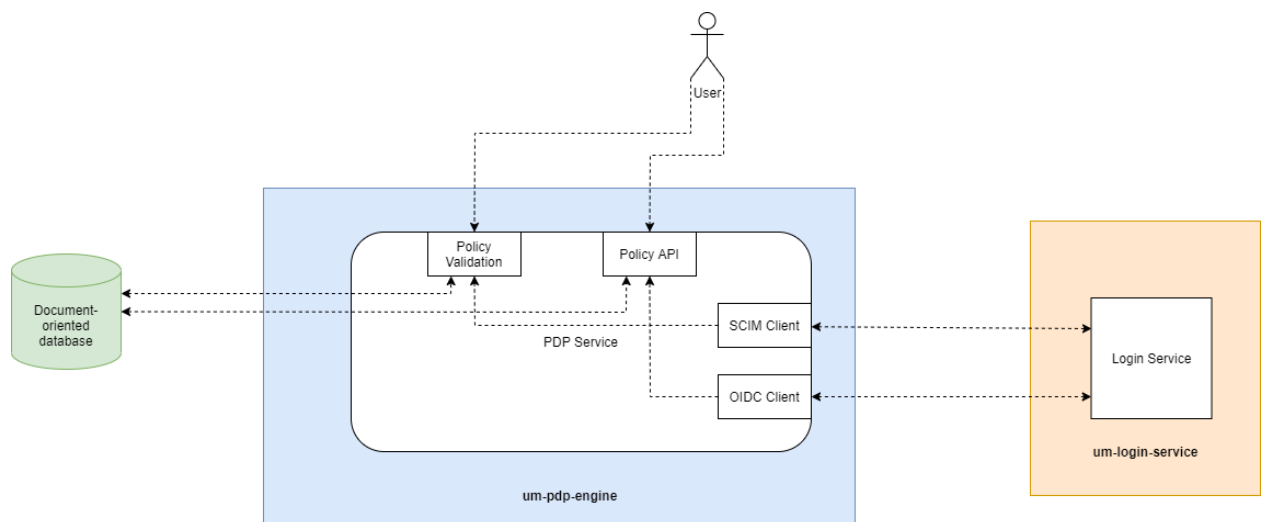 User
Policy
Validation
Policy API
Document-
oriented
database
SCIM Client
PDP Service
Login Service
OIDC Client
um-login-service
um-pdp-engine